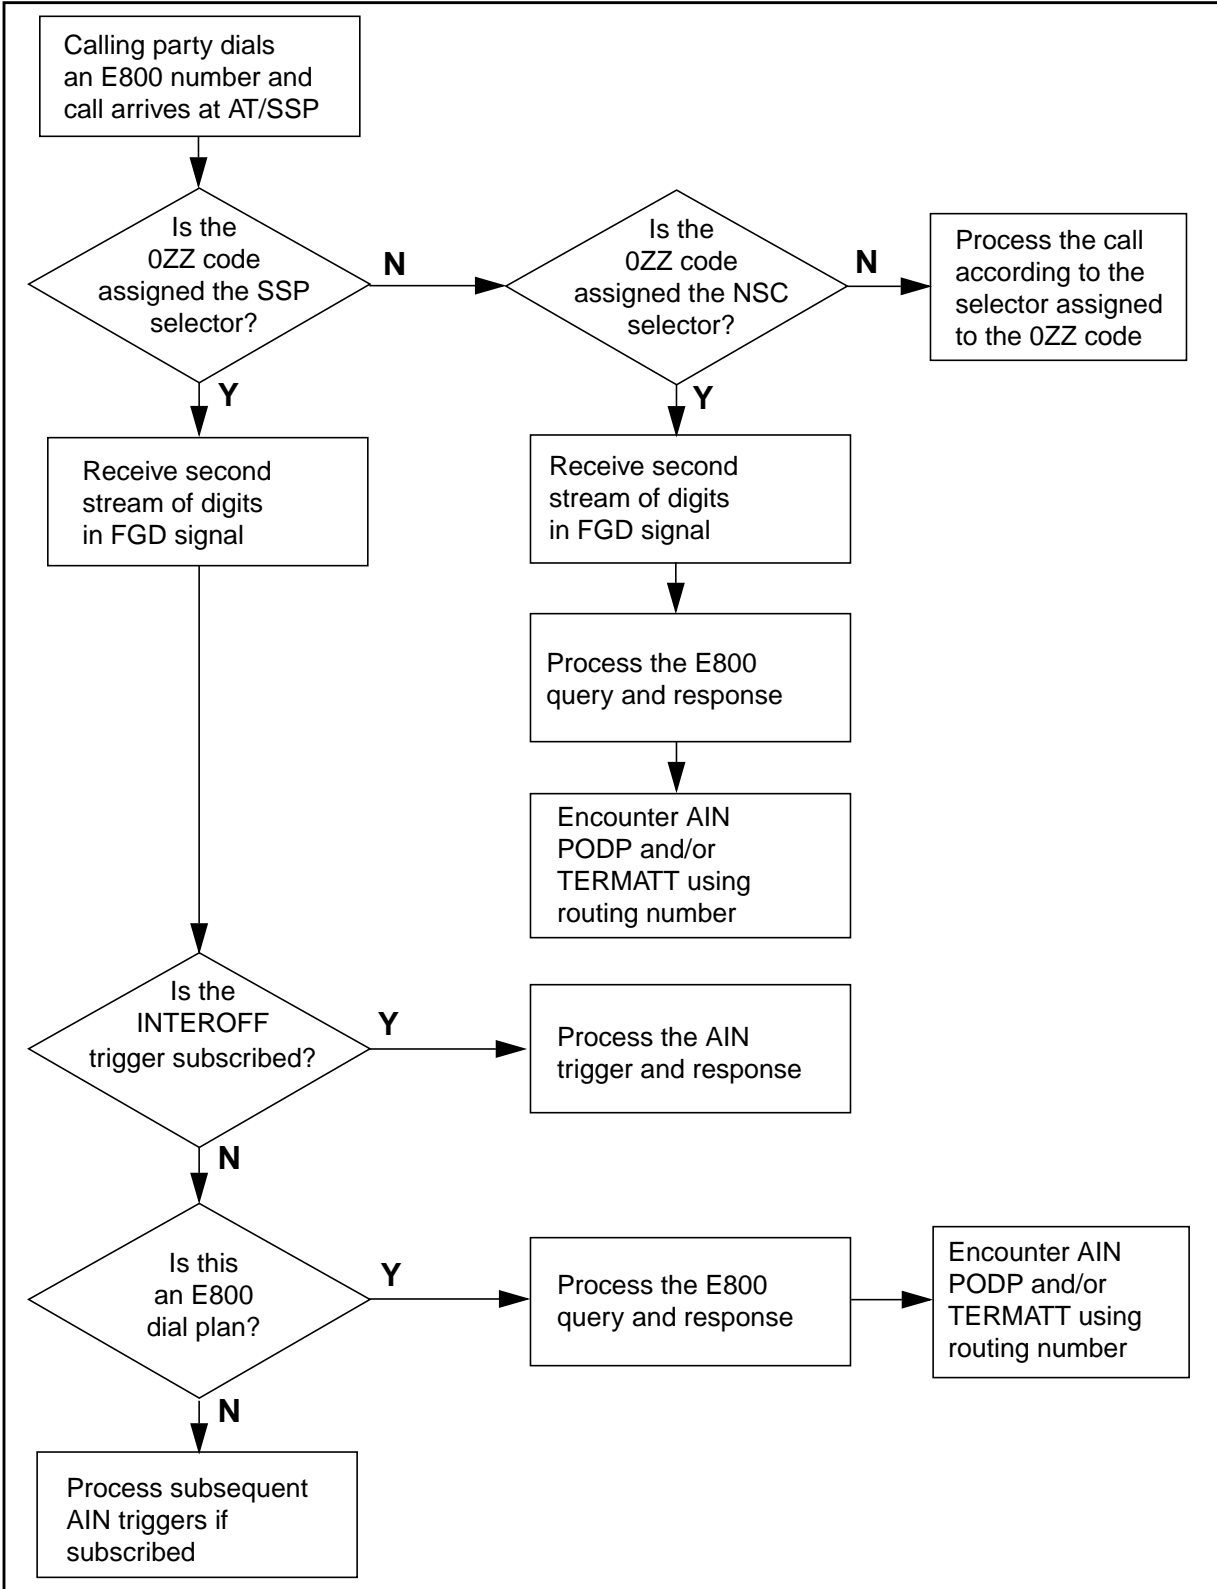 Calling party dials
an E800 number and
call arrives at AT/SSP
Is the
0ZZ code
assigned the SSP
selector?
N
Is the
0ZZ code
assigned the NSC
selector?
N
Process the call
according to the
selector assigned
to the 0ZZ code
Y
Y
Receive second
stream of digits
in FGD signal
Receive second
stream of digits
in FGD signal
Process the E800
query and response
Encounter AIN
PODP and/or
TERMATT using
routing number
Is the
INTEROFF
trigger subscribed?
Y
Process the AIN
trigger and response
N
Is this
an E800
dial plan?
Y
Process the E800
query and response
Encounter AIN
PODP and/or
TERMATT using
routing number
N
Process subsequent
AIN triggers if
subscribed